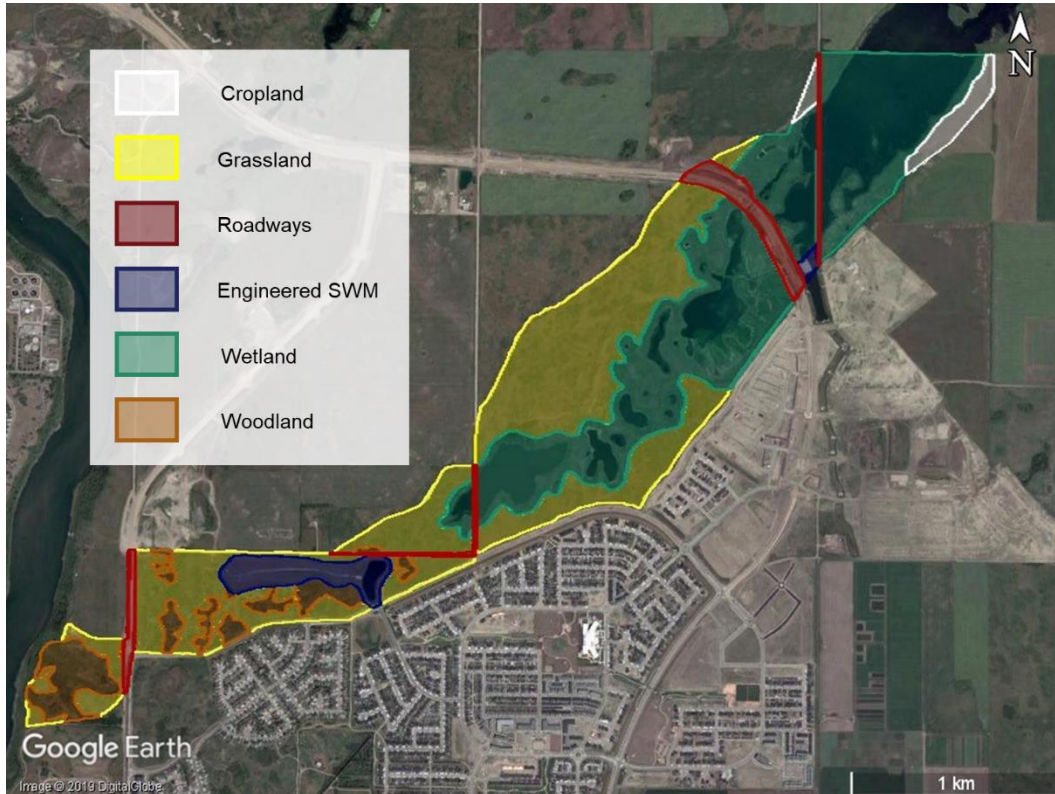 N
Cropland
Grassland
Roadways
Engineered SWM
Wetland
Woodland
Google Earth
Image © 2019 DigitalGlobe
1 km